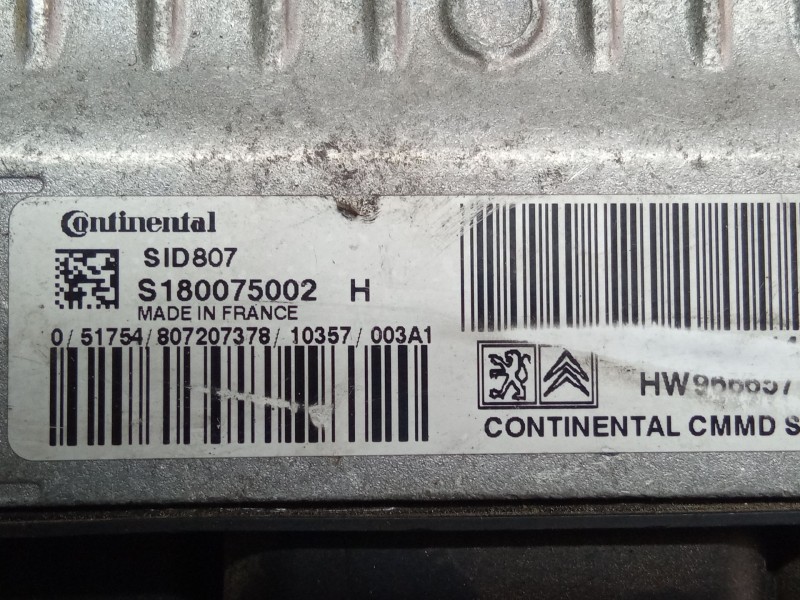 Continental
SID807
S180075002 H
MADE IN FRANCE
0/51754/807207378/10357/003A1
CONTINENTAL CMMD S